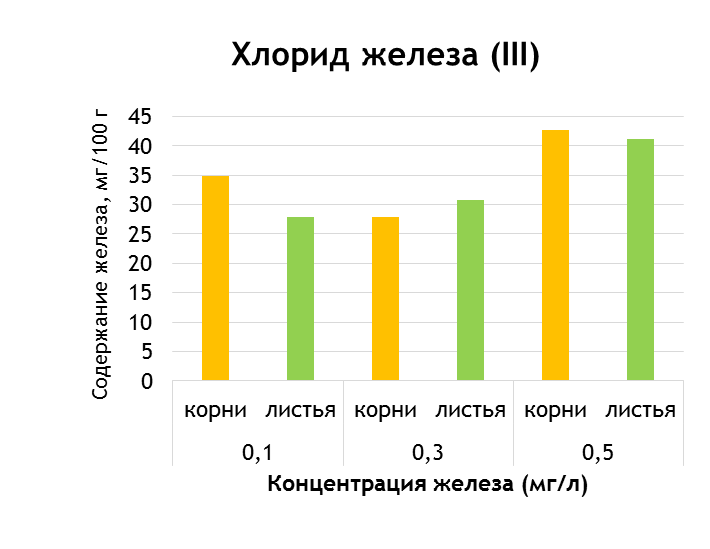 Хлорид железа (III)
Содержание железа, мг/100 г
45
40
35
30
25
20
15
10
5
0
корни листья корни листья корни листья
0,1 0,3 0,5
Концентрация железа (мг/л)